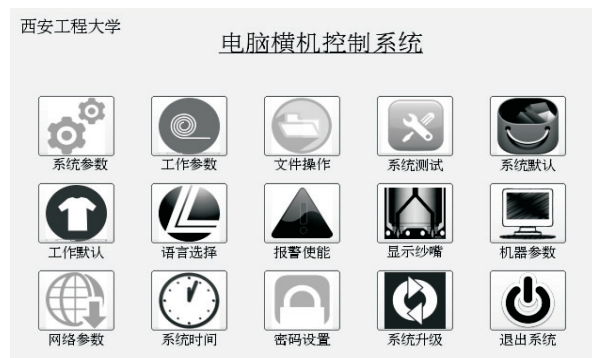 西安工程大学
电脑横机控制系统
系统参数 工作参数 文件操作 系统测试 系统默认
工作默认 语言选择 报警使能 显示纱嘴 机器参数
网络参数 系统时间 密码设置 系统升级 退出系统